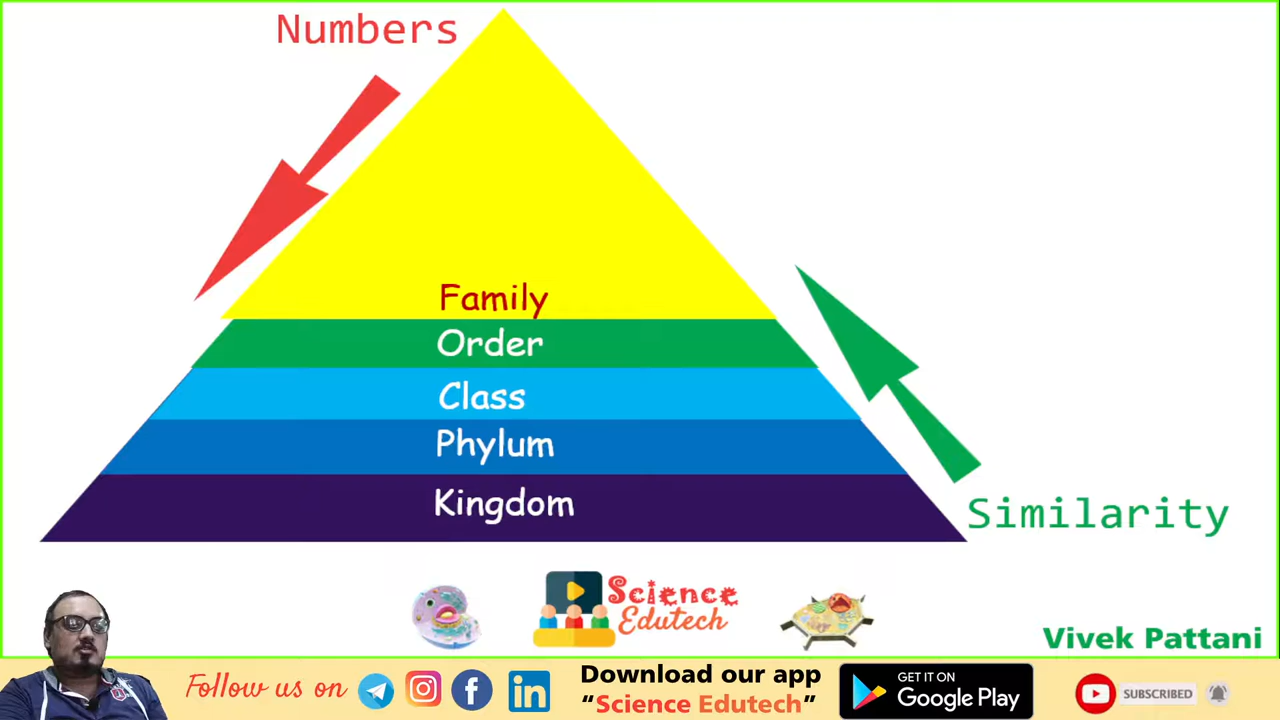 Numbers
Family
Order
Class
Phylum
Kingdom
Similarity
Science
Edutech
Vivek Pattani
Follow us on
in
Download our app
“Science Edutech”
GET IT ON
Google Play
SUBSCRIBED